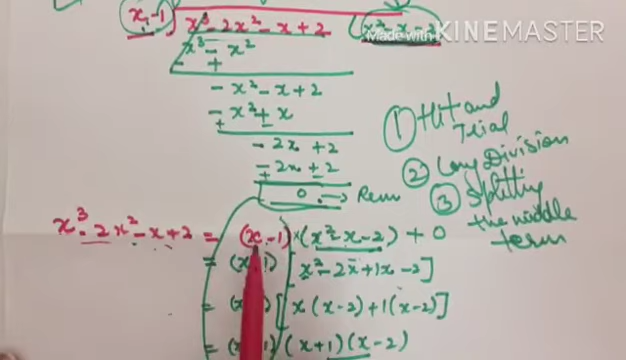 x-1) x³-2x²-x+2 (x²-x-2
x³-x²
- +
-x²-x+2
-x²+x
+ -
-2x+2
-2x+2
+ -
0 → Rem
① Hit and Trial
② Long Division
③ Splitting the middle term
x³-2x²-x+2 = (x-1)×(x²-x-2)+0
= (x-1)[x²-2x+1x-2]
= (x-1)[x(x-2)+1(x-2)]
= (x-1)(x+1)(x-2)
Made with KINEMASTER